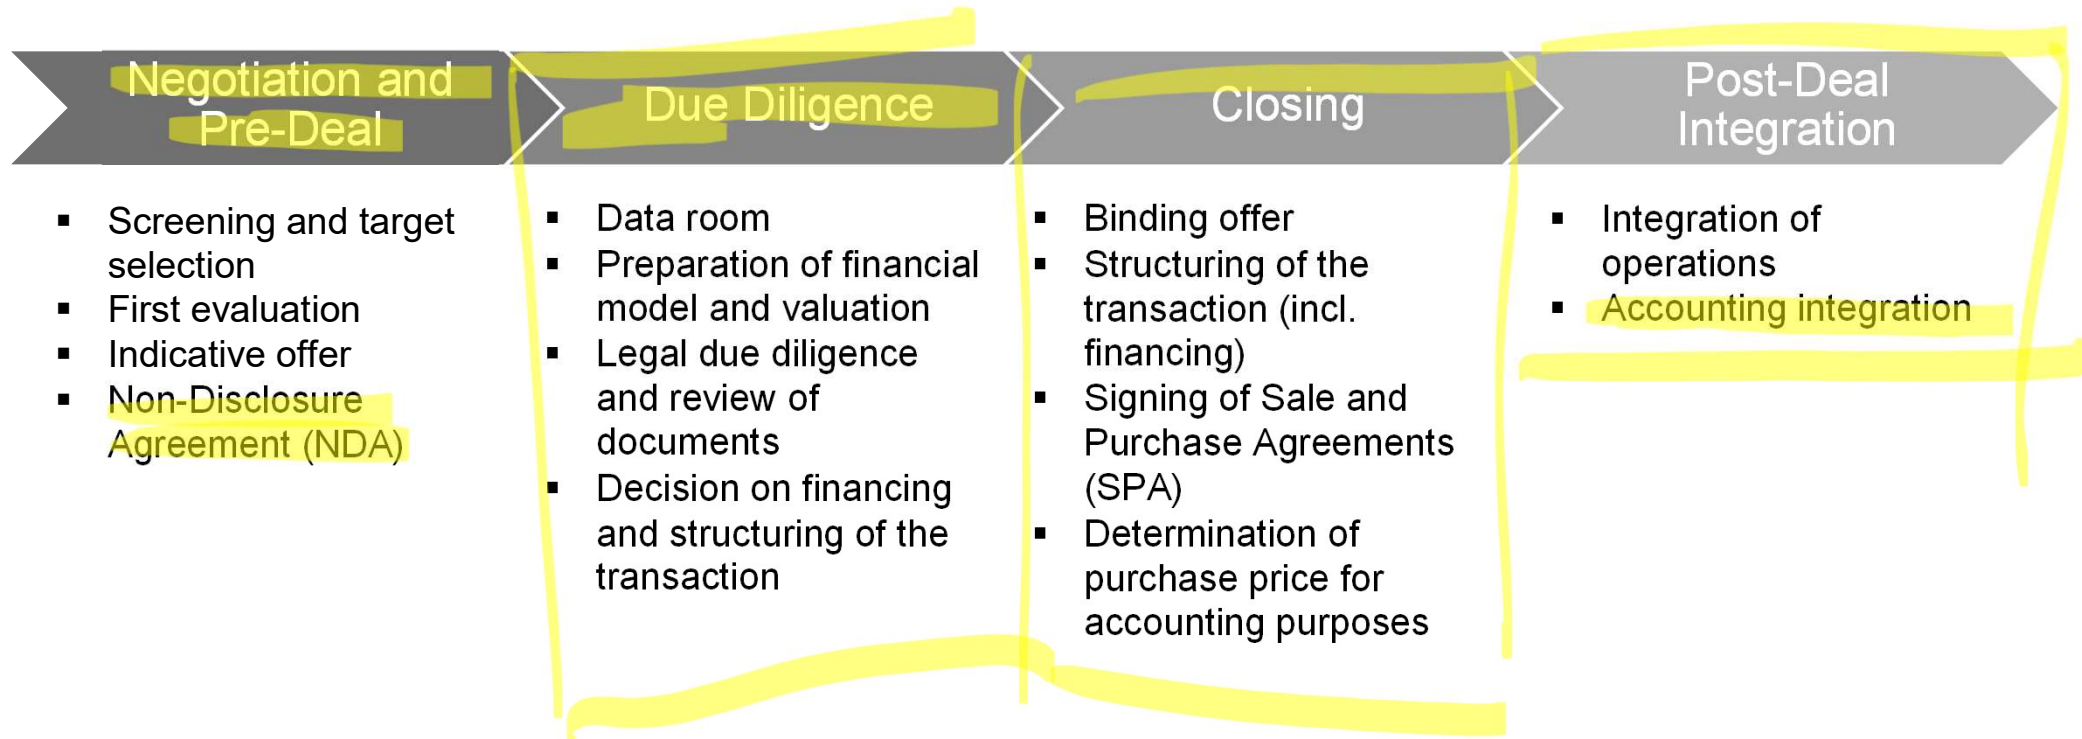 Negotiation and
Pre-Deal
▪ Screening and target
selection
▪ First evaluation
▪ Indicative offer
▪ Non-Disclosure
Agreement (NDA)
Due Diligence
▪ Data room
▪ Preparation of financial
model and valuation
▪ Legal due diligence
and review of
documents
▪ Decision on financing
and structuring of the
transaction
Closing
▪ Binding offer
▪ Structuring of the
transaction (incl.
financing)
▪ Signing of Sale and
Purchase Agreements
(SPA)
▪ Determination of
purchase price for
accounting purposes
Post-Deal
Integration
▪ Integration of
operations
▪ Accounting integration